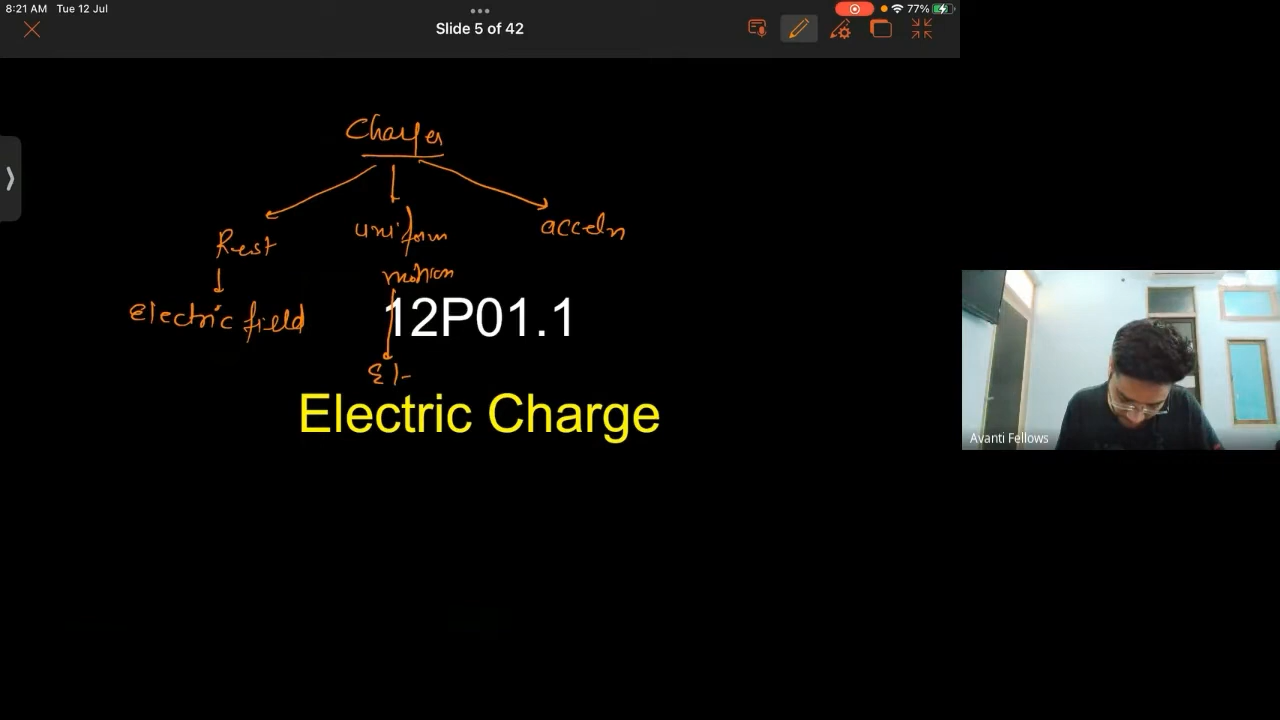 8:21 AM Tue 12 Jul
77%
Slide 5 of 42
Charges
Rest
uniform
acceln
motion
Electric field
12P01.1
Electric Charge
Avanti Fellows